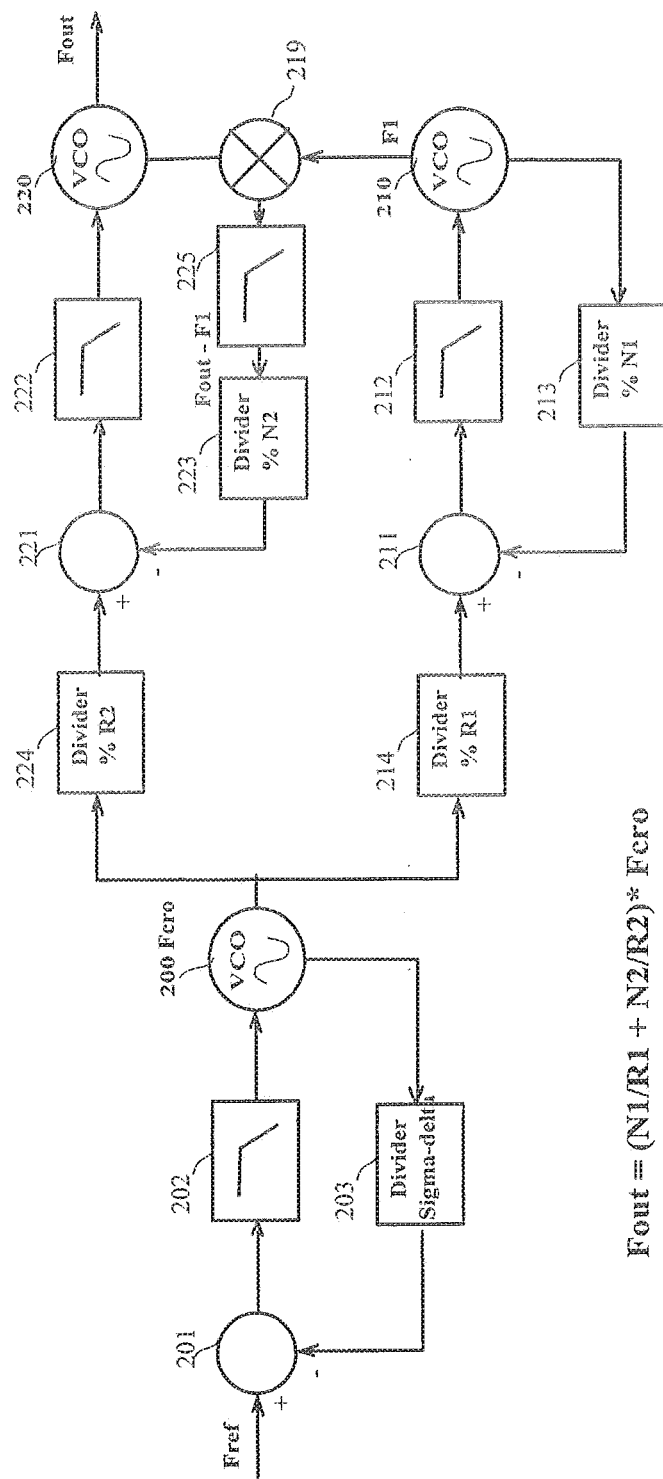 Fref
+
-
201
202
Divider
Sigma-delta
203
200 Fcro
VCO
Divider
% R2
224
221
+
-
222
220
VCO
Fout
219
225
Fout - F1
Divider
% N2
223
Divider
% R1
214
211
+
-
212
210
VCO
F1
Divider
% N1
213
Fout = (N1/R1 + N2/R2)* Fcro